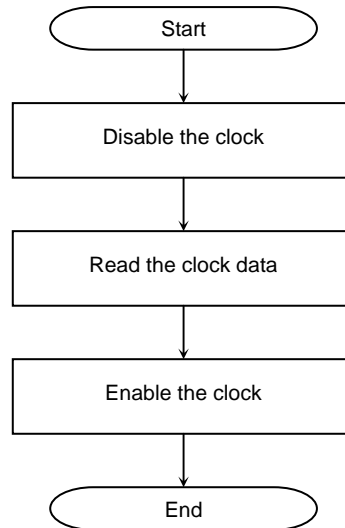 Start
Disable the clock
Read the clock data
Enable the clock
End